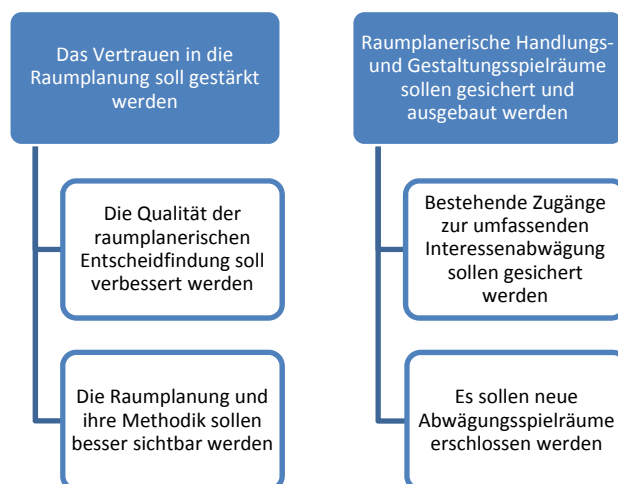 Das Vertrauen in die
Raumplanung soll gestärkt
werden
Die Qualität der
raumplanerischen
Entscheidfindung soll
verbessert werden
Die Raumplanung und
ihre Methodik sollen
besser sichtbar werden
Raumplanerische Handlungs-
und Gestaltungsspielräume
sollen gesichert und
ausgebaut werden
Bestehende Zugänge
zur umfassenden
Interessenabwägung
sollen gesichert
werden
Es sollen neue
Abwägungsspielräume
erschlossen werden